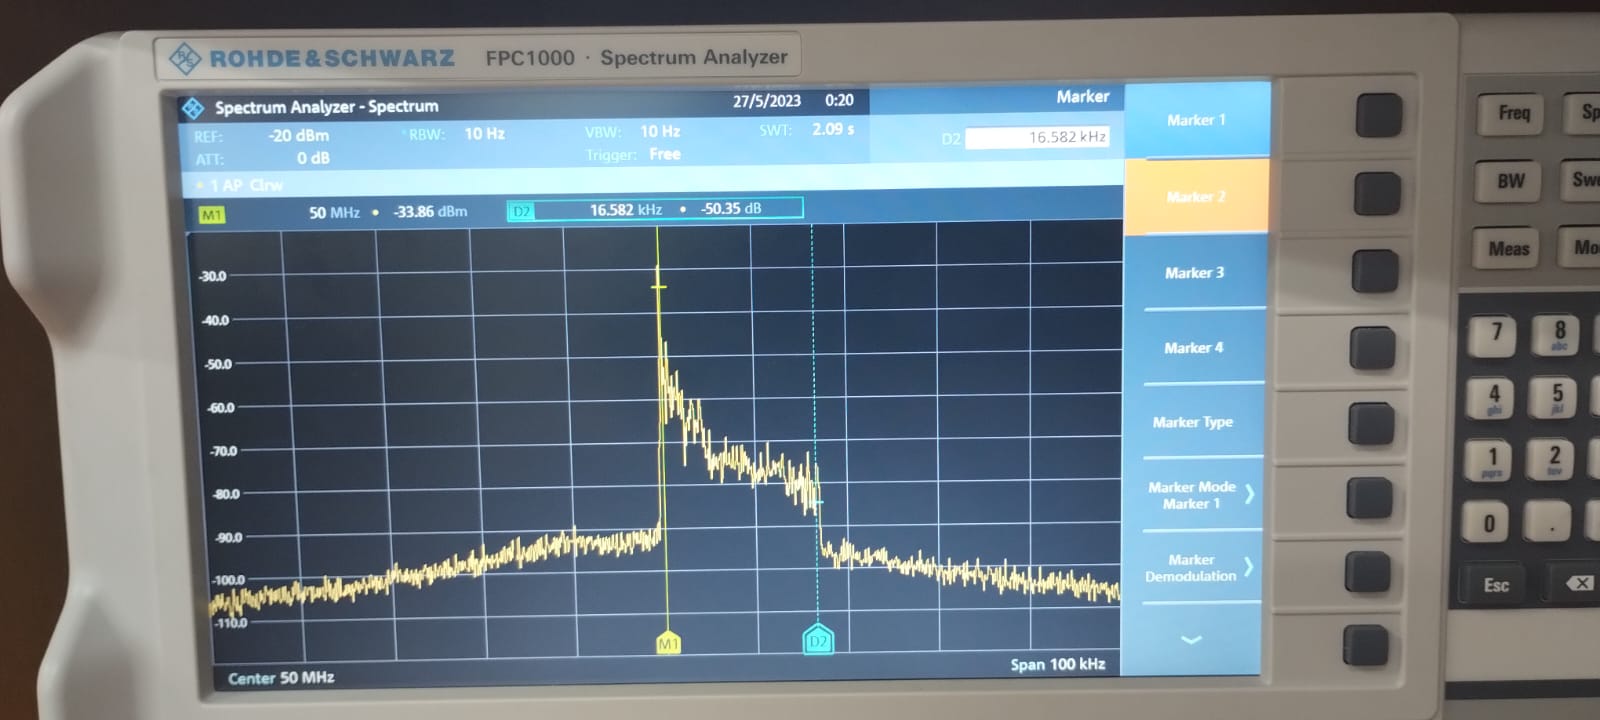 ROHDE&SCHWARZ FPC1000 · Spectrum Analyzer
Spectrum Analyzer - Spectrum 27/5/2023 0:20 Marker
REF: -20 dBm RBW: 10 Hz VBW: 10 Hz SWT: 2.09 s D2 16.582 kHz
ATT: 0 dB Trigger: Free
1 AP Clrw
M1 50 MHz • -33.86 dBm D2 16.582 kHz • -50.35 dB
-30.0
-40.0
-50.0
-60.0
-70.0
-80.0
-90.0
-100.0
-110.0
M1 D2
Center 50 MHz Span 100 kHz
Marker 1
Marker 2
Marker 3
Marker 4
Marker Type
Marker Mode
Marker 1
Marker
Demodulation
Freq Sp
BW Swe
Meas Mo
7 8
abc
4 5
ghi jkl
1 2
pqrs tuv
0 .
Esc